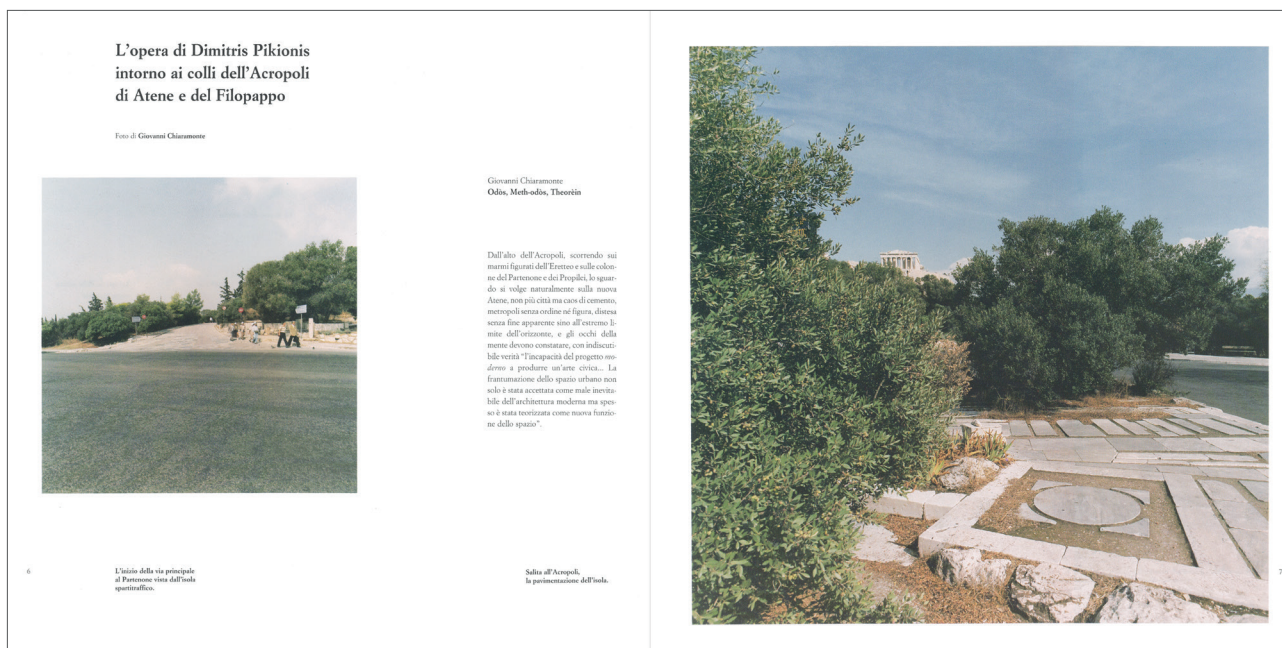 L'opera di Dimitris Pikionis
intorno ai colli dell'Acropoli
di Atene e del Filopappo
Foto di Giovanni Chiaramonte
Giovanni Chiaramonte
Odòs, Meth-odòs, Theorèin
Dall'alto dell'Acropoli, scorrendo sui
marmi figurati dell'Eretteo e sulle colon-
ne del Partenone e dei Propilei, lo sguar-
do si volge naturalmente sulla nuova
Atene, non più città ma caos di cemento,
metropoli senza ordine né figura, distesa
senza fine apparente sino all'estremo li-
mite dell'orizzonte, e gli occhi della
mente devono constatare, con indiscuti-
bile verità "l'incapacità del progetto mo-
derno a produrre un'arte civica... La
frantumazione dello spazio urbano non
solo è stata accettata come male inevita-
bile dell'architettura moderna ma spes-
so è stata teorizzata come nuova funzio-
ne dello spazio".
6
L'inizio della via principale
al Partenone vista dall'isola
spartitraffico.
Salita all'Acropoli,
la pavimentazione dell'isola.
7